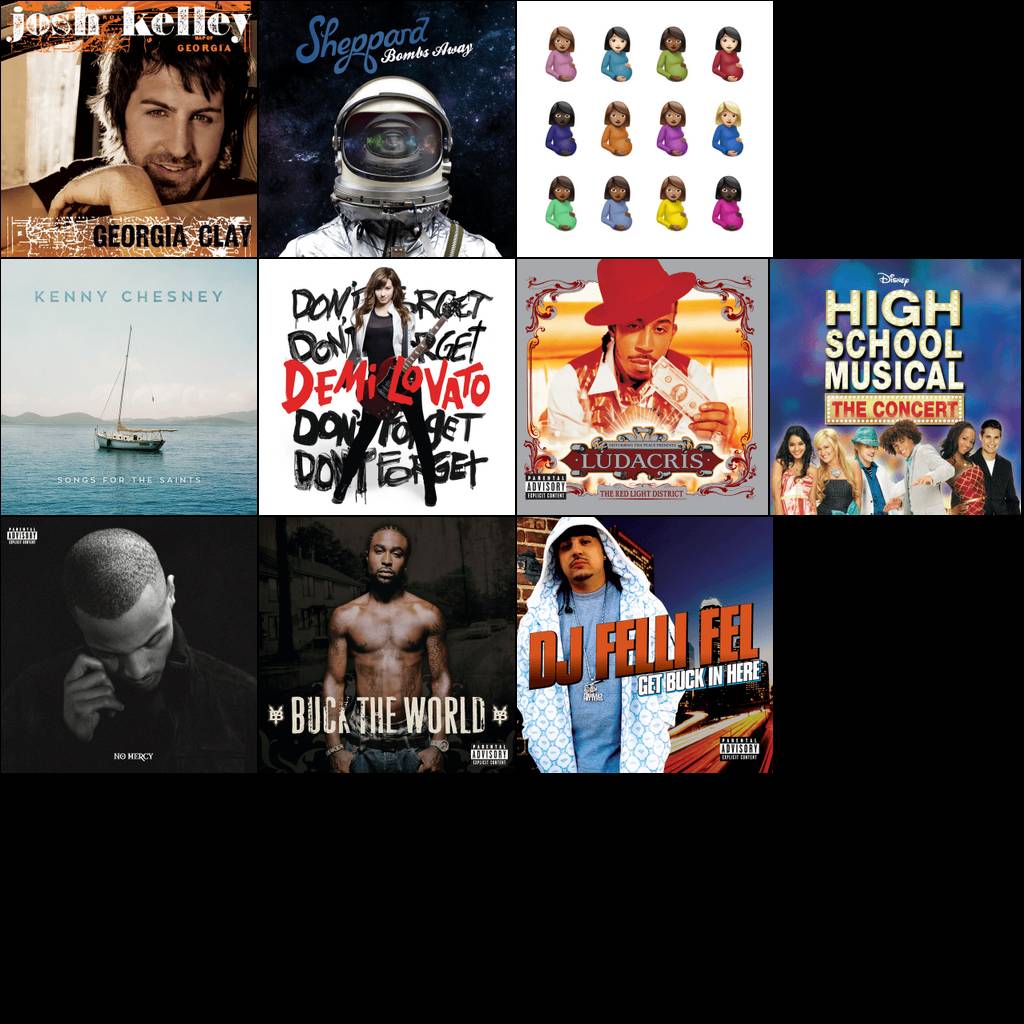 josh kelley
MAP OF
GEORGIA
GEORGIA CLAY
Sheppard
Bombs Away
KENNY CHESNEY
SONGS FOR THE SAINTS
DON'T FORGET
DON'T FORGET
DEMI LOVATO
DON'T FORGET
DON'T FORGET
DISTURBING THA PEACE PRESENTS
LUDACRIS
THE RED LIGHT DISTRICT
PARENTAL
ADVISORY
EXPLICIT CONTENT
Disney
HIGH
SCHOOL
MUSICAL
THE CONCERT
PARENTAL
ADVISORY
EXPLICIT CONTENT
NO MERCY
BUCK THE WORLD
PARENTAL
ADVISORY
EXPLICIT CONTENT
DJ FELLI FEL
GET BUCK IN HERE
PARENTAL
ADVISORY
EXPLICIT CONTENT